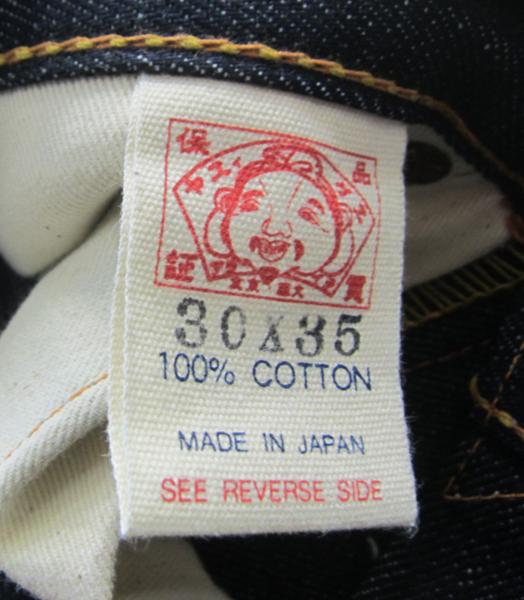 保 品
証 質
30X35
100% COTTON
MADE IN JAPAN
SEE REVERSE SIDE